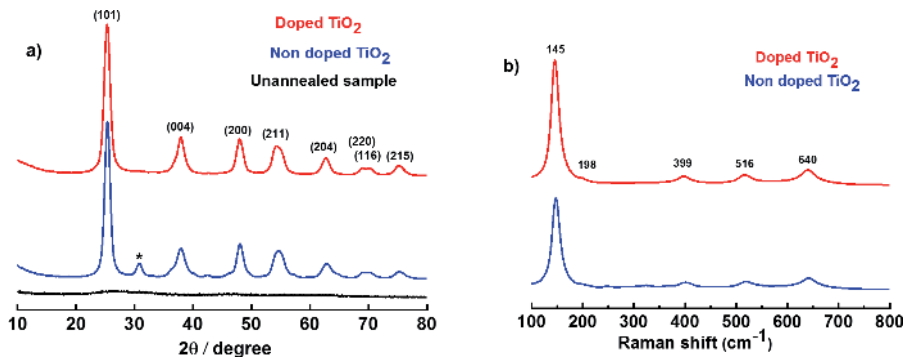 a)
Doped TiO2
Non doped TiO2
Unannealed sample
(101)
*
(004)
(200)
(211)
(204)
(220)
(116)
(215)
10 20 30 40 50 60 70 80
2θ / degree
b)
Doped TiO2
Non doped TiO2
145
198
399
516
640
100 200 300 400 500 600 700 800
Raman shift (cm-1)